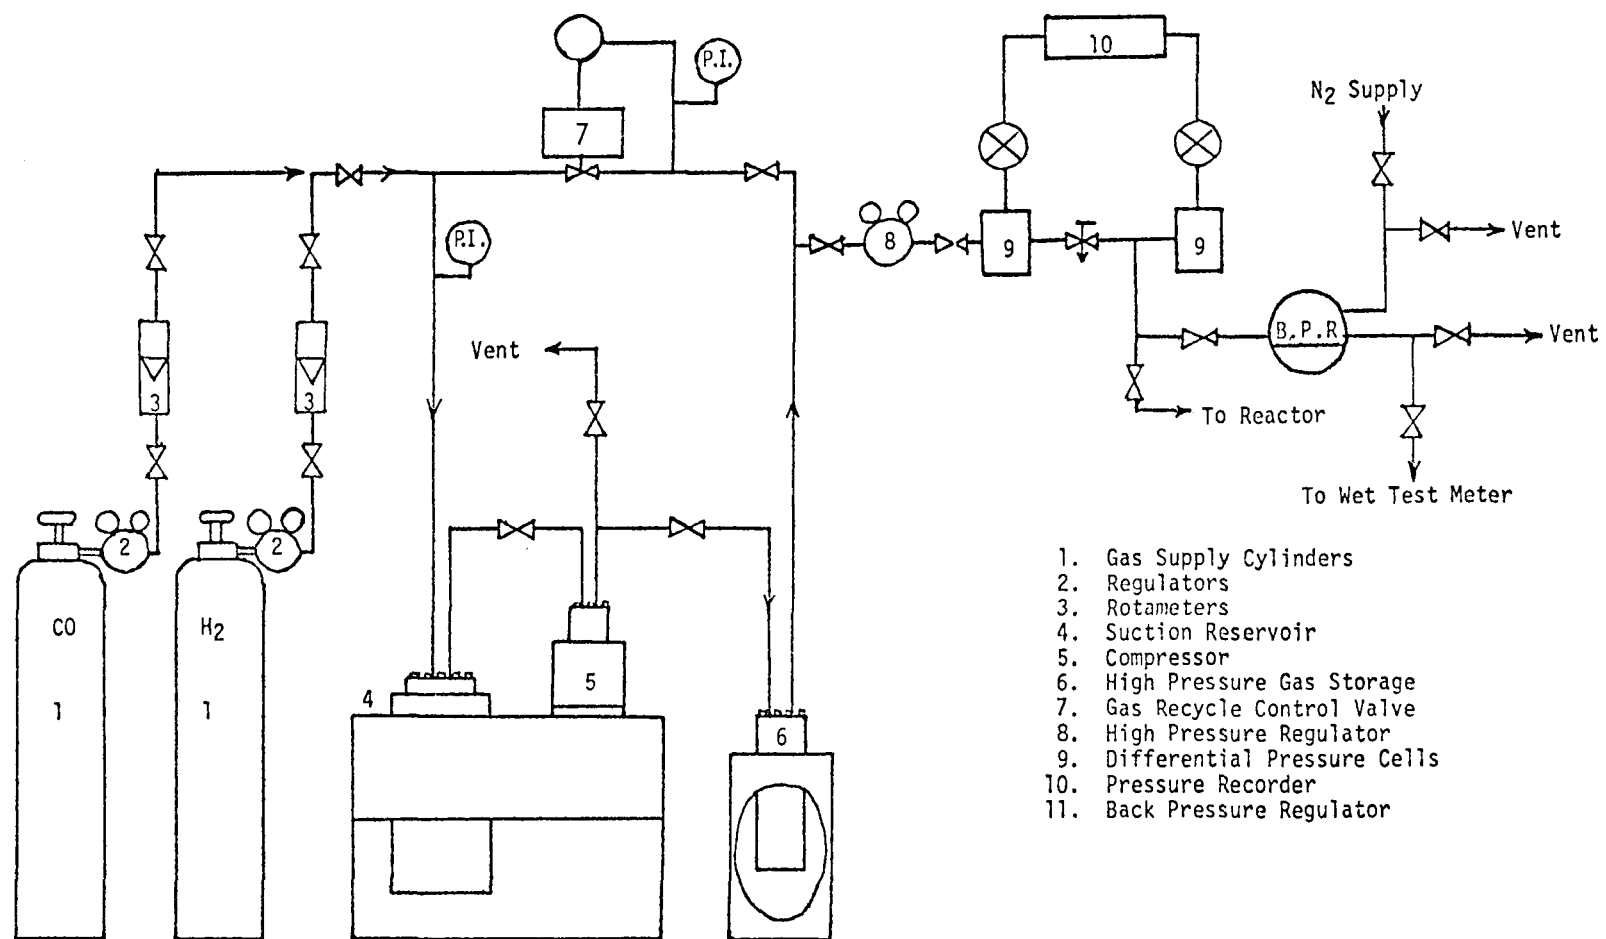 P.I.
10
N2 Supply
7
P.I.
8
9
9
Vent
B.P.R
Vent
Vent
3
3
To Reactor
To Wet Test Meter
2
2
CO
H2
1
1
4
5
6
1. Gas Supply Cylinders
2. Regulators
3. Rotameters
4. Suction Reservoir
5. Compressor
6. High Pressure Gas Storage
7. Gas Recycle Control Valve
8. High Pressure Regulator
9. Differential Pressure Cells
10. Pressure Recorder
11. Back Pressure Regulator